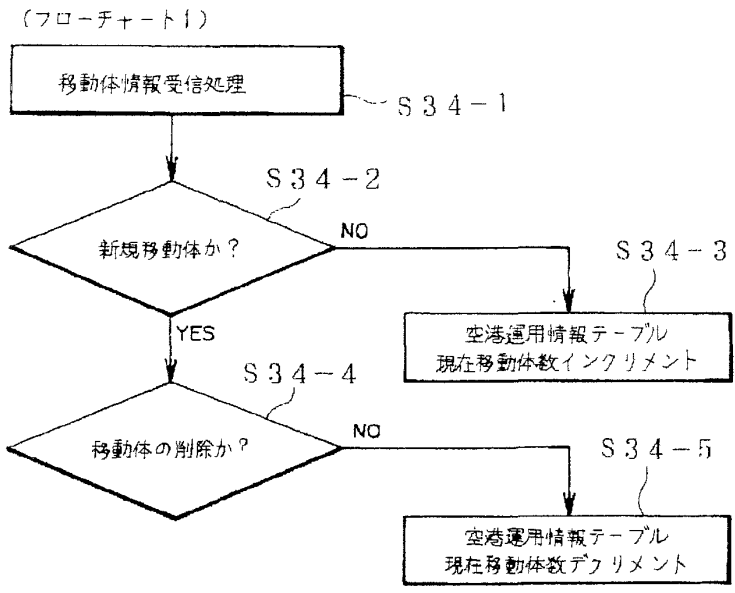 (フローチャート1)
移動体情報受信処理
S34-1
S34-2
新規移動体か?
NO
S34-3
空港運用情報テーブル
現在移動体数インクリメント
YES
S34-4
移動体の削除か?
NO
S34-5
空港運用情報テーブル
現在移動体数デクリメント